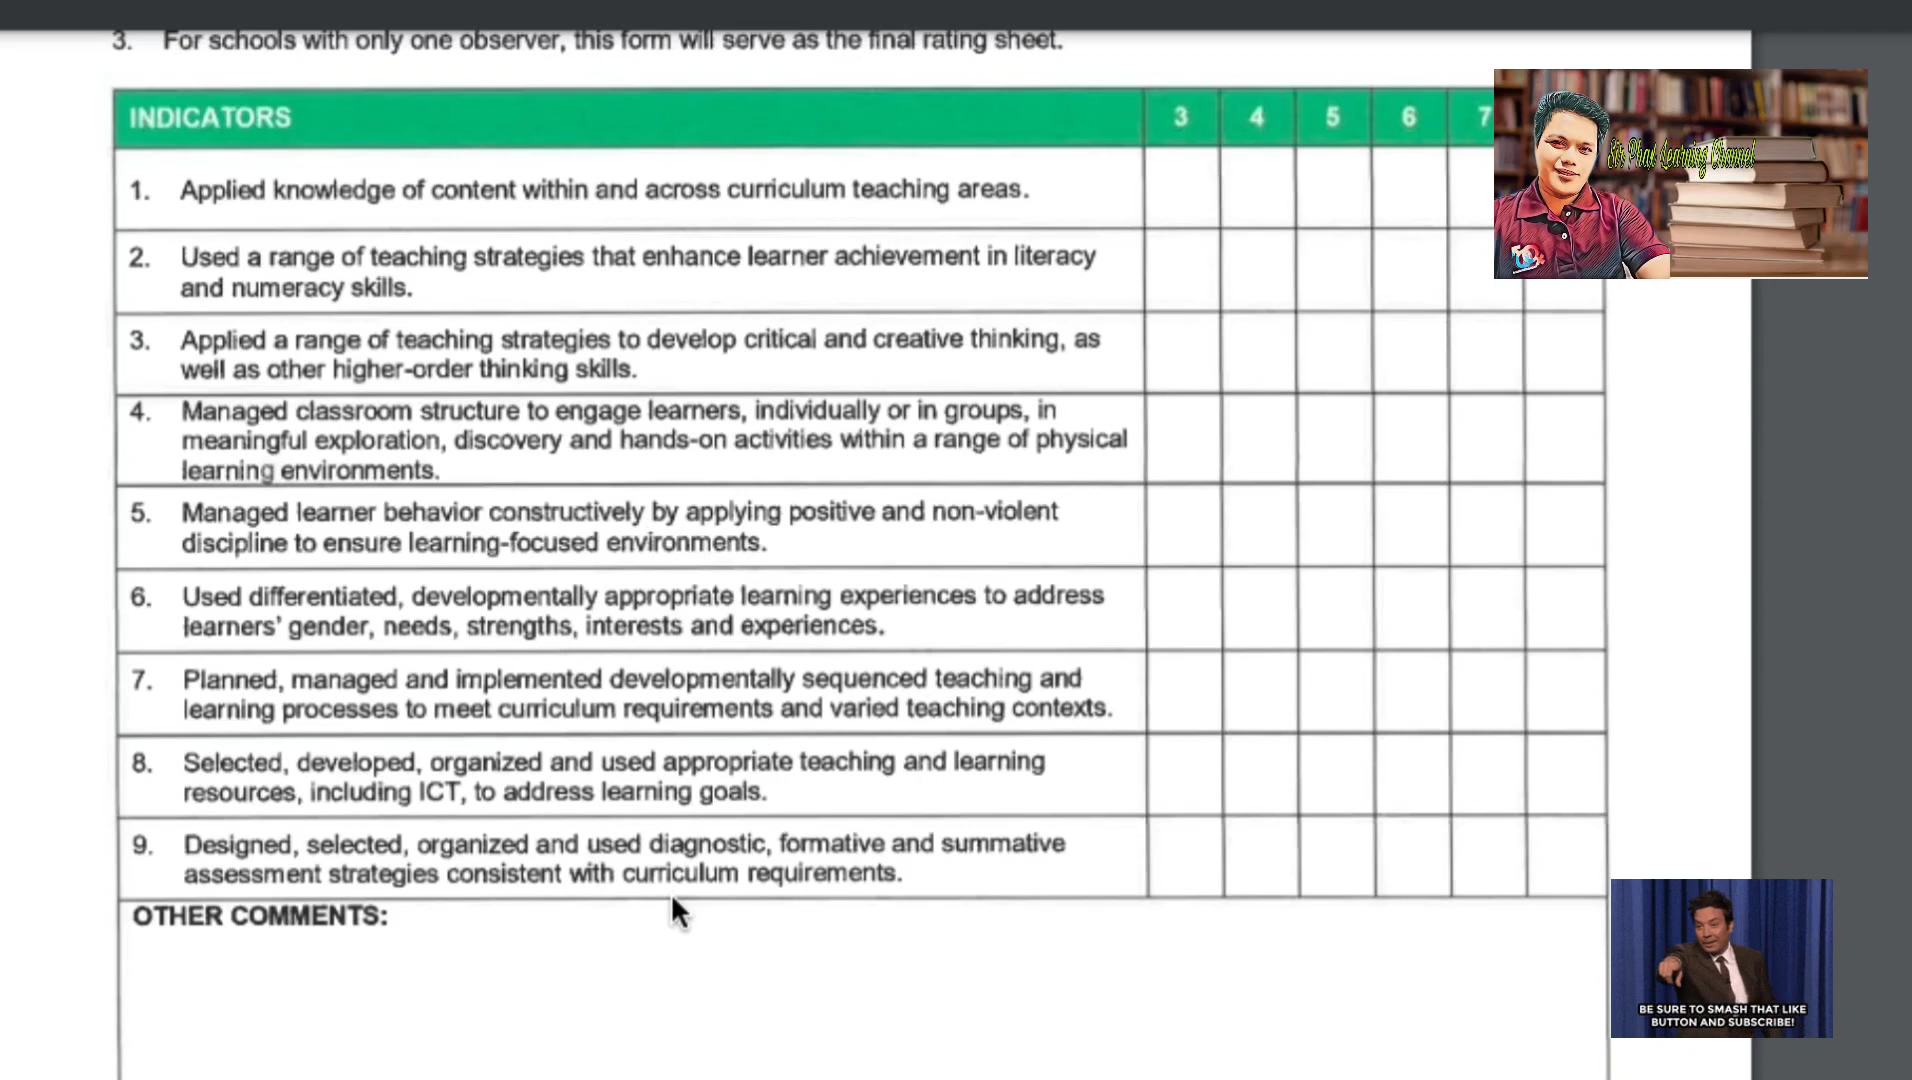 3. For schools with only one observer, this form will serve as the final rating sheet.
INDICATORS 3 4 5 6 7
1. Applied knowledge of content within and across curriculum teaching areas.
2. Used a range of teaching strategies that enhance learner achievement in literacy
and numeracy skills.
3. Applied a range of teaching strategies to develop critical and creative thinking, as
well as other higher-order thinking skills.
4. Managed classroom structure to engage learners, individually or in groups, in
meaningful exploration, discovery and hands-on activities within a range of physical
learning environments.
5. Managed learner behavior constructively by applying positive and non-violent
discipline to ensure learning-focused environments.
6. Used differentiated, developmentally appropriate learning experiences to address
learners' gender, needs, strengths, interests and experiences.
7. Planned, managed and implemented developmentally sequenced teaching and
learning processes to meet curriculum requirements and varied teaching contexts.
8. Selected, developed, organized and used appropriate teaching and learning
resources, including ICT, to address learning goals.
9. Designed, selected, organized and used diagnostic, formative and summative
assessment strategies consistent with curriculum requirements.
OTHER COMMENTS:
Sir Phat Learning Channel
BE SURE TO SMASH THAT LIKE
BUTTON AND SUBSCRIBE!